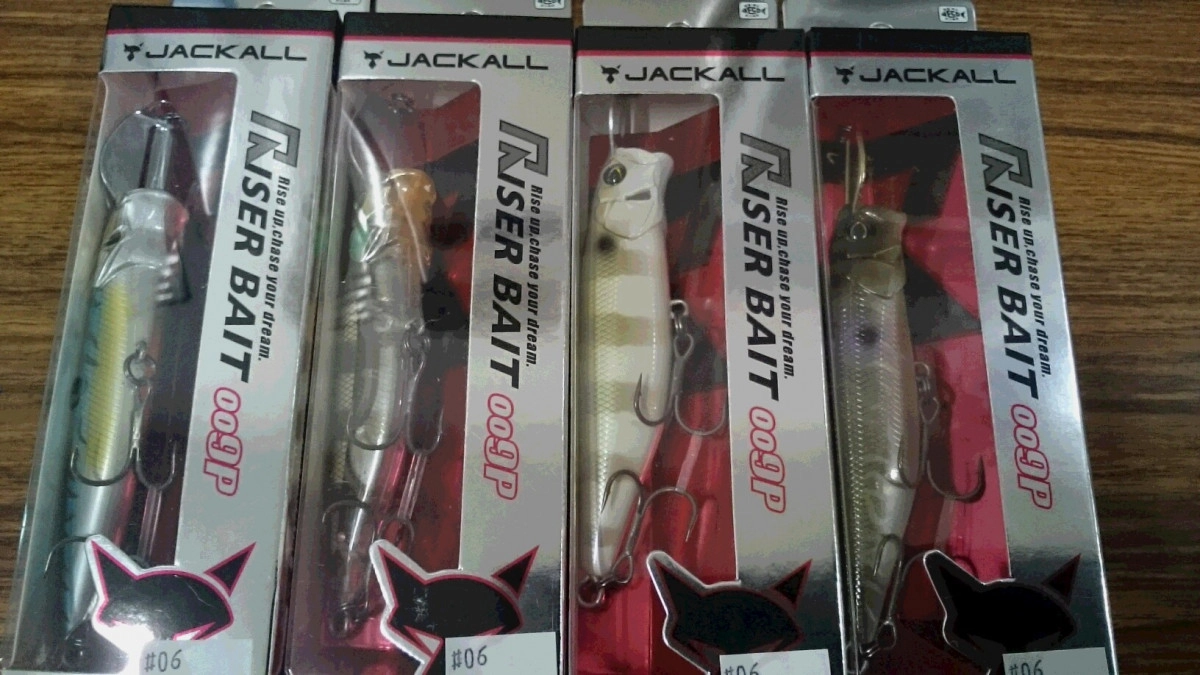 JACKALL
RISER BAIT 009P
Rise up, chase your dream.
#06
JACKALL
RISER BAIT 009P
Rise up, chase your dream.
#06
JACKALL
RISER BAIT 009P
Rise up, chase your dream.
#06
JACKALL
RISER BAIT 009P
Rise up, chase your dream.
#06